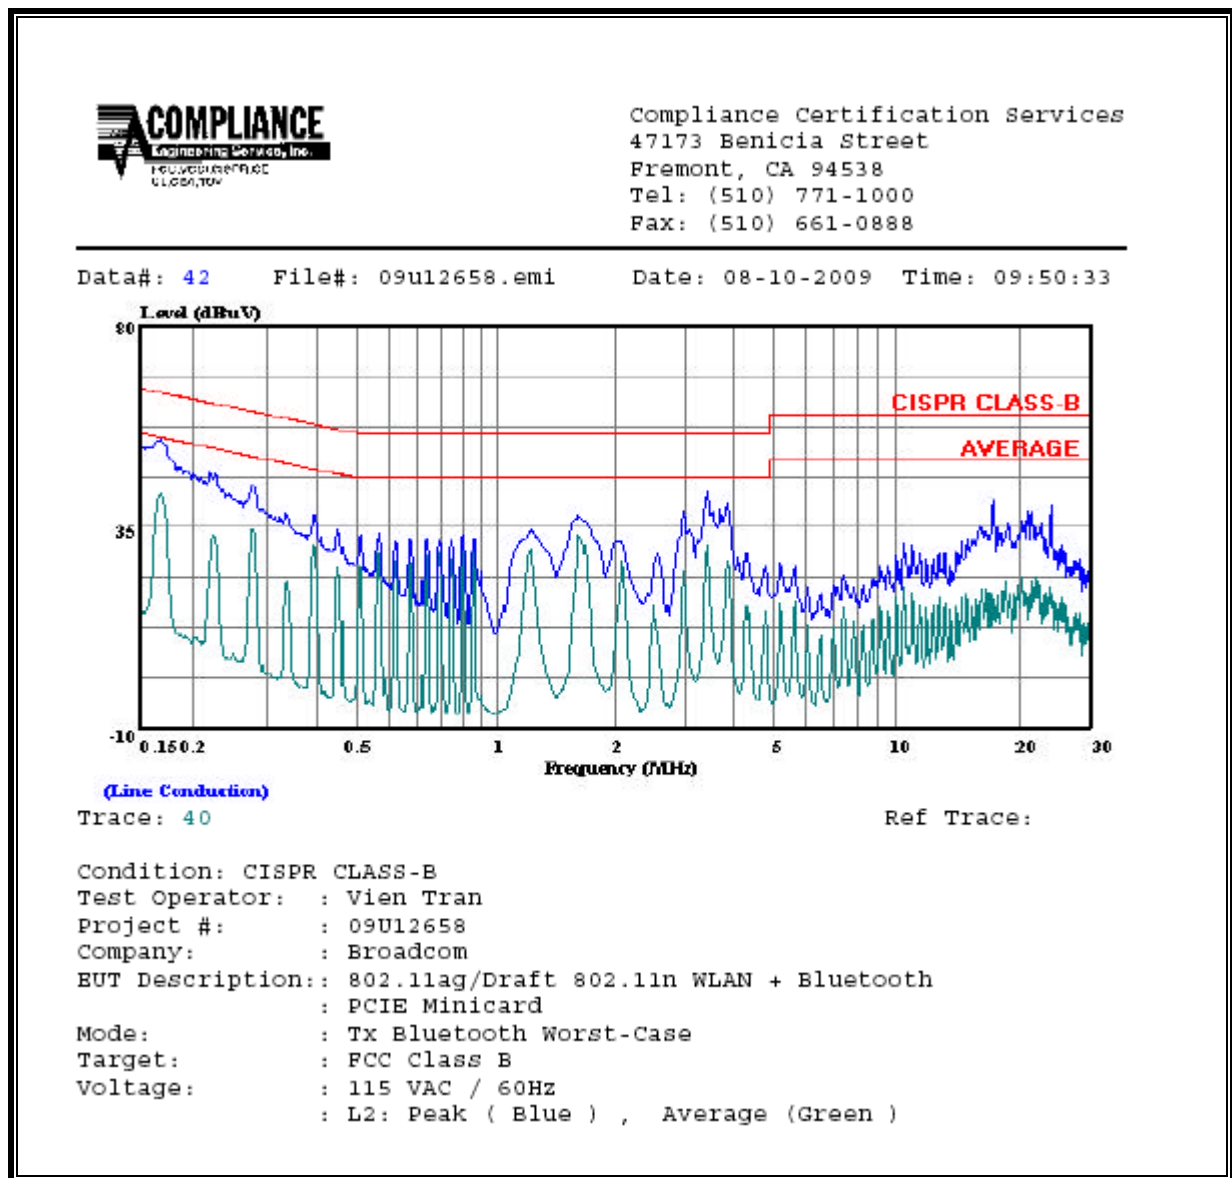 COMPLIANCE
Engineering Service, Inc.
Compliance Certification Services
47173 Benicia Street
Fremont, CA 94538
Tel: (510) 771-1000
Fax: (510) 661-0888
Data#: 42 File#: 09u12658.emi Date: 08-10-2009 Time: 09:50:33
Level (dBuV)
80
CISPR CLASS-B
AVERAGE
35
-10
0.15 0.2 0.5 1 2 5 10 20 30
Frequency (MHz)
(Line Conduction)
Trace: 40 Ref Trace:
Condition: CISPR CLASS-B
Test Operator: : Vien Tran
Project #: : 09U12658
Company: : Broadcom
EUT Description:: 802.11ag/Draft 802.11n WLAN + Bluetooth
: PCIE Minicard
Mode: : Tx Bluetooth Worst-Case
Target: : FCC Class B
Voltage: : 115 VAC / 60Hz
: L2: Peak ( Blue ) , Average (Green )